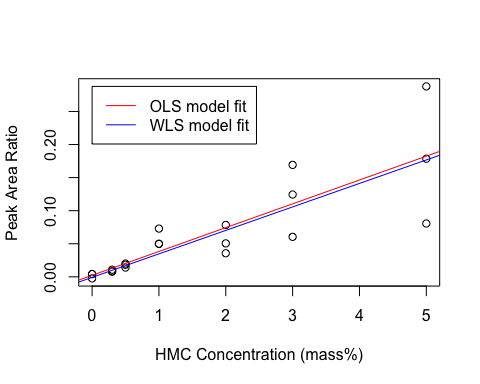 OLS model fit
WLS model fit
Peak Area Ratio
0.20
0.10
0.00
0 1 2 3 4 5
HMC Concentration (mass%)